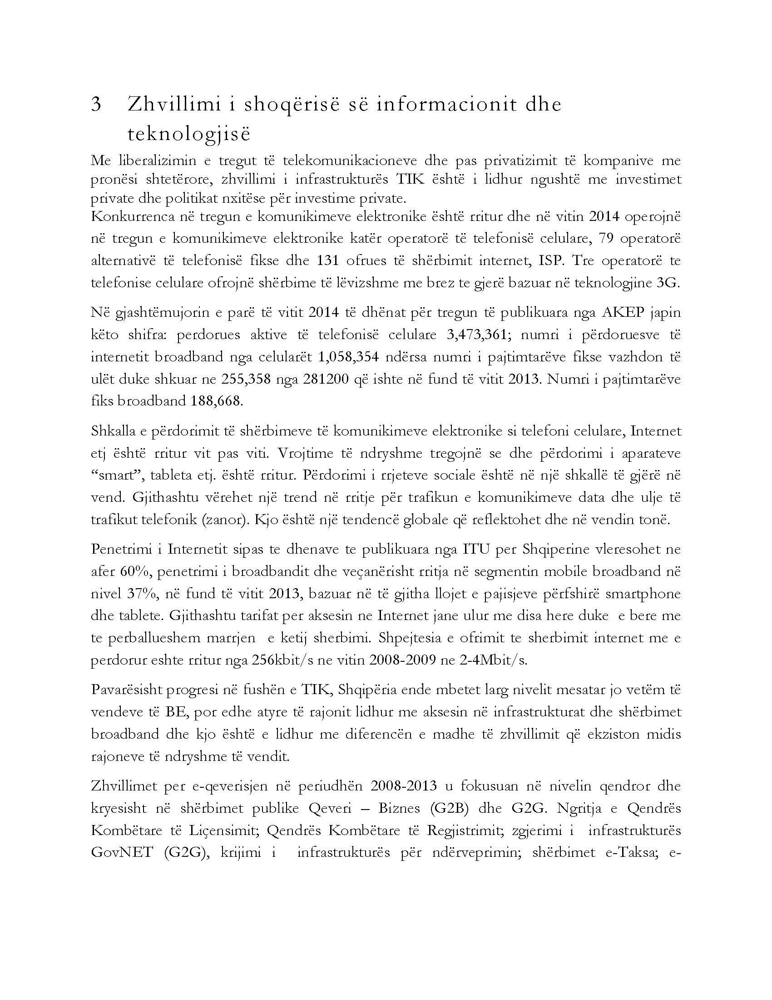 3 Zhvillimi i shoqërisë së informacionit dhe
teknologjisë
Me liberalizimin e tregut të telekomunikacioneve dhe pas privatizimit të kompanive me
pronësi shtetërore, zhvillimi i infrastrukturës TIK është i lidhur ngushtë me investimet
private dhe politikat nxitëse për investime private.
Konkurrenca në tregun e komunikimeve elektronike është rritur dhe në vitin 2014 operojnë
në tregun e komunikimeve elektronike katër operatorë të telefonisë celulare, 79 operatorë
alternativë të telefonisë fikse dhe 131 ofrues të shërbimit internet, ISP. Tre operatorë te
telefonise celulare ofrojnë shërbime të lëvizshme me brez te gjerë bazuar në teknologjine 3G.
Në gjashtëmujorin e parë të vitit 2014 të dhënat për tregun të publikuara nga AKEP japin
këto shifra: perdorues aktive të telefonisë celulare 3,473,361; numri i përdoruesve të
internetit broadband nga celularët 1,058,354 ndërsa numri i pajtimtarëve fikse vazhdon të
ulët duke shkuar ne 255,358 nga 281200 që ishte në fund të vitit 2013. Numri i pajtimtarëve
fiks broadband 188,668.
Shkalla e përdorimit të shërbimeve të komunikimeve elektronike si telefoni celulare, Internet
etj është rritur vit pas viti. Vrojtime të ndryshme tregojnë se dhe përdorimi i aparateve
“smart”, tableta etj. është rritur. Përdorimi i rrjeteve sociale është në një shkallë të gjërë në
vend. Gjithashtu vërehet një trend në rritje për trafikun e komunikimeve data dhe ulje të
trafikut telefonik (zanor). Kjo është një tendencë globale që reflektohet dhe në vendin tonë.
Penetrimi i Internetit sipas te dhenave te publikuara nga ITU per Shqiperine vleresohet ne
afer 60%, penetrimi i broadbandit dhe veçanërisht rritja në segmentin mobile broadband në
nivel 37%, në fund të vitit 2013, bazuar në të gjitha llojet e pajisjeve përfshirë smartphone
dhe tablete. Gjithashtu tarifat per aksesin ne Internet jane ulur me disa here duke e bere me
te perballueshem marrjen e ketij sherbimi. Shpejtesia e ofrimit te sherbimit internet me e
perdorur eshte rritur nga 256kbit/s ne vitin 2008-2009 ne 2-4Mbit/s.
Pavarësisht progresi në fushën e TIK, Shqipëria ende mbetet larg nivelit mesatar jo vetëm të
vendeve të BE, por edhe atyre të rajonit lidhur me aksesin në infrastrukturat dhe shërbimet
broadband dhe kjo është e lidhur me diferencën e madhe të zhvillimit që ekziston midis
rajoneve të ndryshme të vendit.
Zhvillimet per e-qeverisjen në periudhën 2008-2013 u fokusuan në nivelin qendror dhe
kryesisht në shërbimet publike Qeveri – Biznes (G2B) dhe G2G. Ngritja e Qendrës
Kombëtare të Liçensimit; Qendrës Kombëtare të Regjistrimit; zgjerimi i infrastrukturës
GovNET (G2G), krijimi i infrastrukturës për ndërveprimin; shërbimet e-Taksa; e-